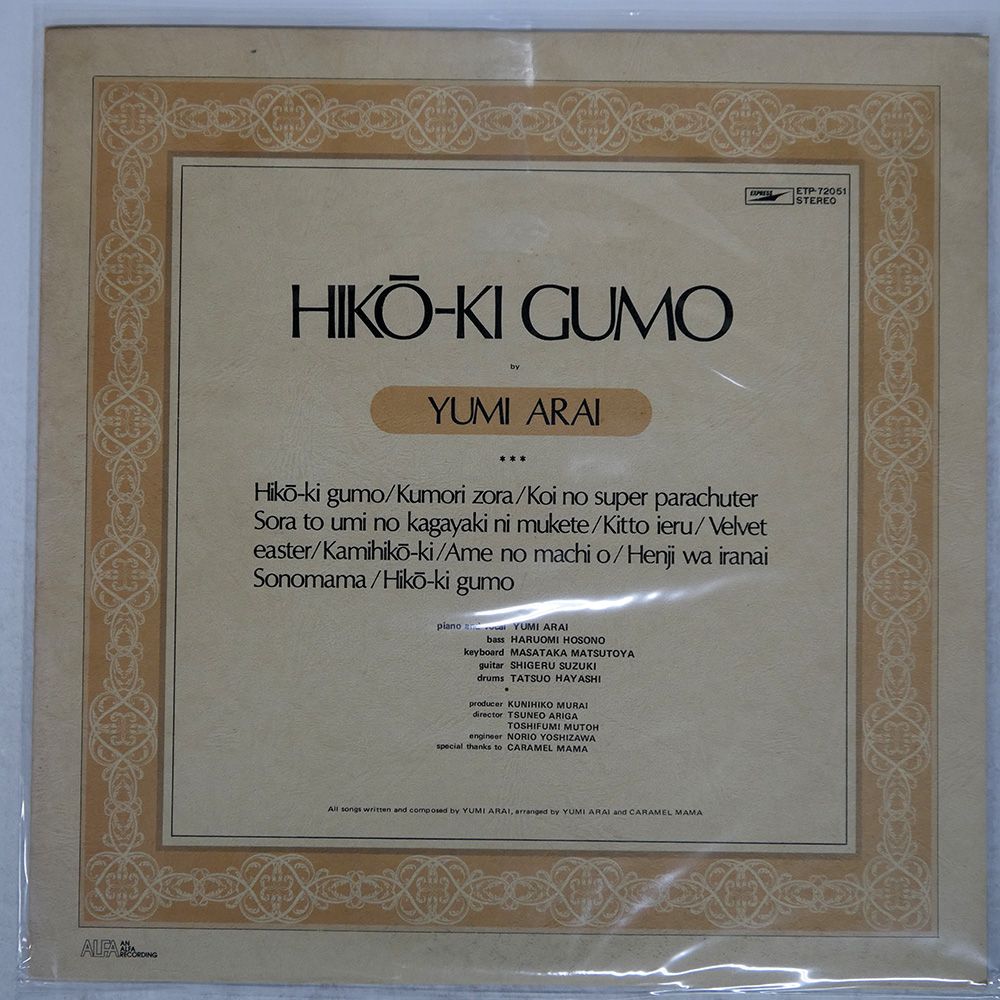 EXPRESS
ETP-72051
STEREO
HIKŌ-KI GUMO
by
YUMI ARAI
***
Hikō-ki gumo/Kumori zora/Koi no super parachuter
Sora to umi no kagayaki ni mukete/Kitto ieru/Velvet
easter/Kamihikō-ki/Ame no machi o/Henji wa iranai
Sonomama/Hikō-ki gumo
piano and vocal YUMI ARAI
bass HARUOMI HOSONO
keyboard MASATAKA MATSUTOYA
guitar SHIGERU SUZUKI
drums TATSUO HAYASHI
*
producer KUNIHIKO MURAI
director TSUNEO ARIGA
TOSHIFUMI MUTOH
engineer NORIO YOSHIZAWA
special thanks to CARAMEL MAMA
All songs written and composed by YUMI ARAI, arranged by YUMI ARAI and CARAMEL MAMA
ALFA AN
ALFA
RECORDING